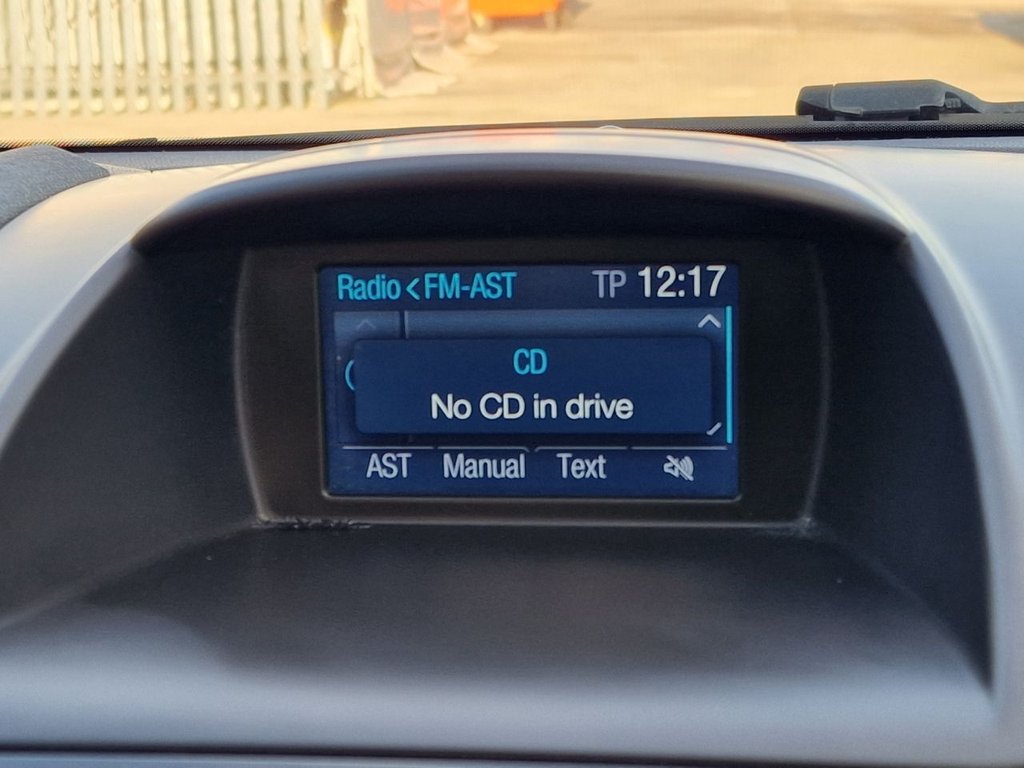 Radio < FM-AST TP 12:17
CD
No CD in drive
AST Manual Text